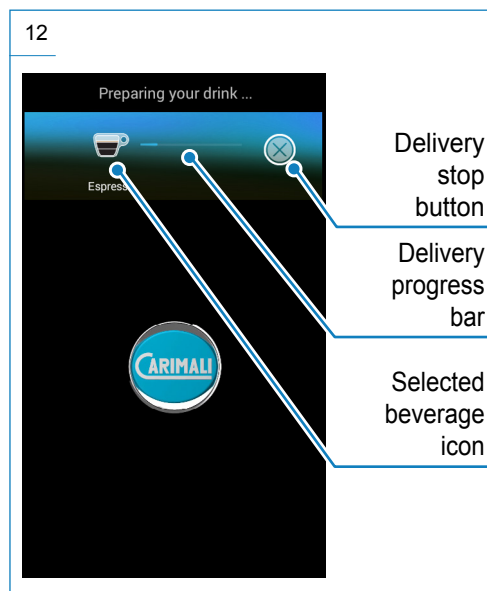 12
Preparing your drink ...
Espress
CARIMALI
Delivery
stop
button
Delivery
progress
bar
Selected
beverage
icon